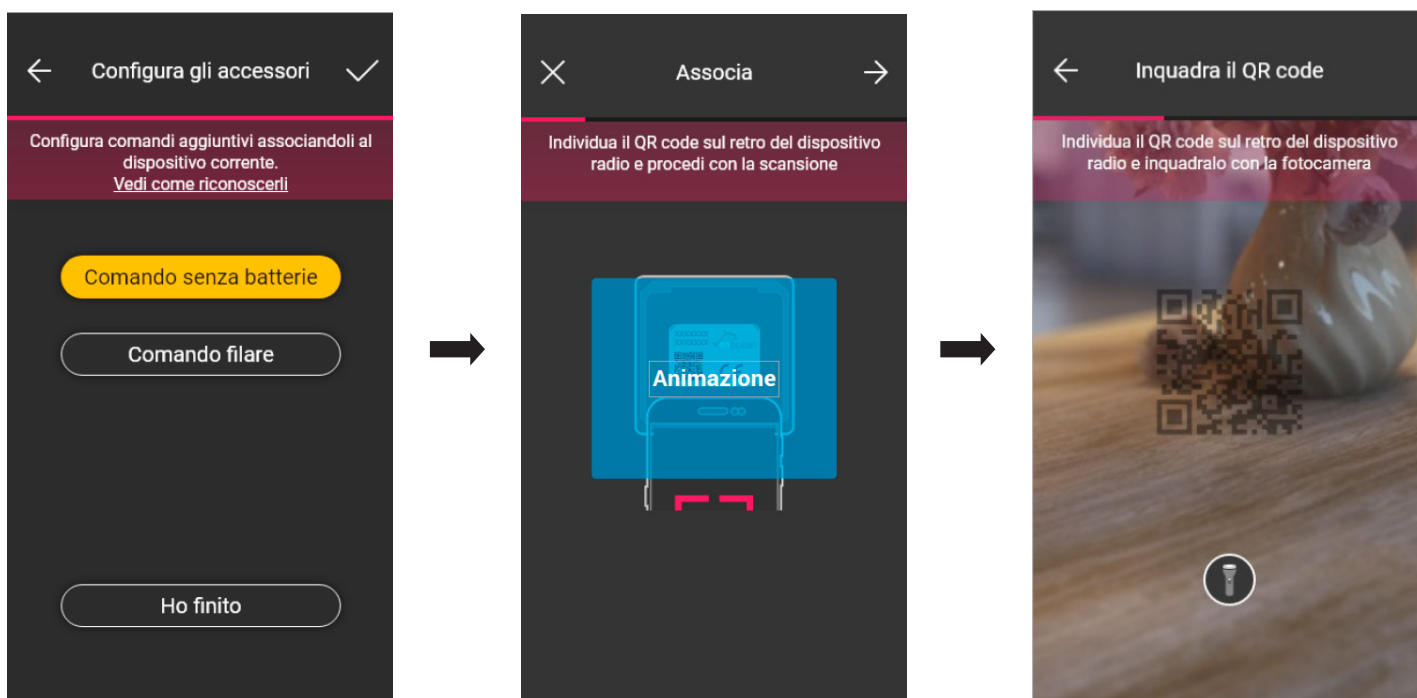 Configura gli accessori
Configura comandi aggiuntivi associandoli al
dispositivo corrente.
Vedi come riconoscerli
Comando senza batterie
Comando filare
Ho finito
Associa
Individua il QR code sul retro del dispositivo
radio e procedi con la scansione
Animazione
Inquadra il QR code
Individua il QR code sul retro del dispositivo
radio e inquadralo con la fotocamera